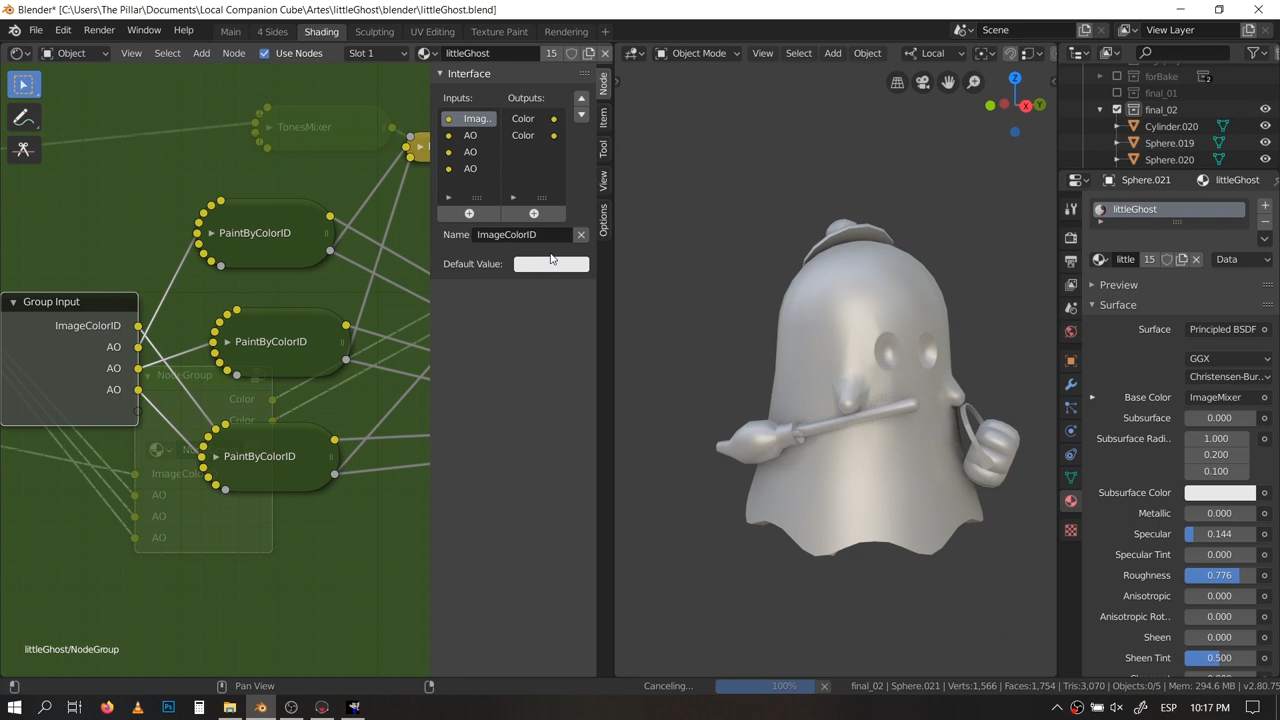 Blender* [C:\Users\The Pillar\Documents\Local Companion Cube\Artes\littleGhost\blender\littleGhost.blend]
File Edit Render Window Help Main 4 Sides Shading Sculpting UV Editing Texture Paint Rendering Scene View Layer
Object View Select Add Node Use Nodes Slot 1 littleGhost 15 Object Mode View Select Add Object Local
Interface
Inputs: Outputs:
Imag.. Color
AO Color
AO
AO
Name ImageColorID
Default Value:
Node
Item
Tool
View
Options
TonesMixer
PaintByColorID
PaintByColorID
PaintByColorID
Group Input
ImageColorID
AO
AO
AO
NodeGroup
Color
Color
AO
AO
AO
littleGhost/NodeGroup
Z
X
Y
forBake 2
final_01
final_02
Cylinder.020
Sphere.019
Sphere.020
Sphere.021 littleGhost
littleGhost
little 15 Data
Preview
Surface
Surface Principled BSDF
GGX
Christensen-Bur..
Base Color ImageMixer
Subsurface 0.000
Subsurface Radi.. 1.000
0.200
0.100
Subsurface Color
Metallic 0.000
Specular 0.144
Specular Tint 0.000
Roughness 0.776
Anisotropic 0.000
Anisotropic Rot.. 0.000
Sheen 0.000
Sheen Tint 0.500
Pan View Canceling... 100% final_02 | Sphere.021 | Verts:1,566 | Faces:1,754 | Tris:3,070 | Objects:0/5 | Mem: 294.6 MB | v2.80.75
ESP 10:17 PM